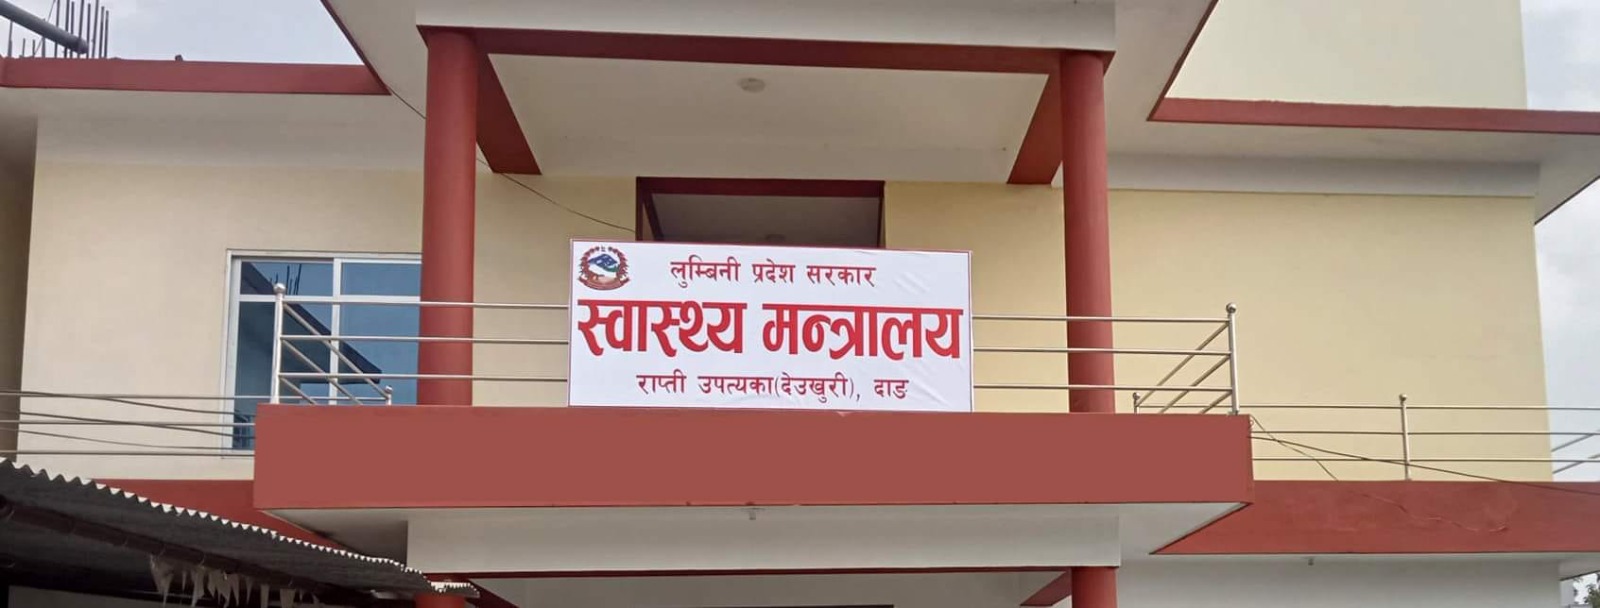 लुम्बिनी प्रदेश सरकार
स्वास्थ्य मन्त्रालय
राप्ती उपत्यका(देउखुरी), दाङ